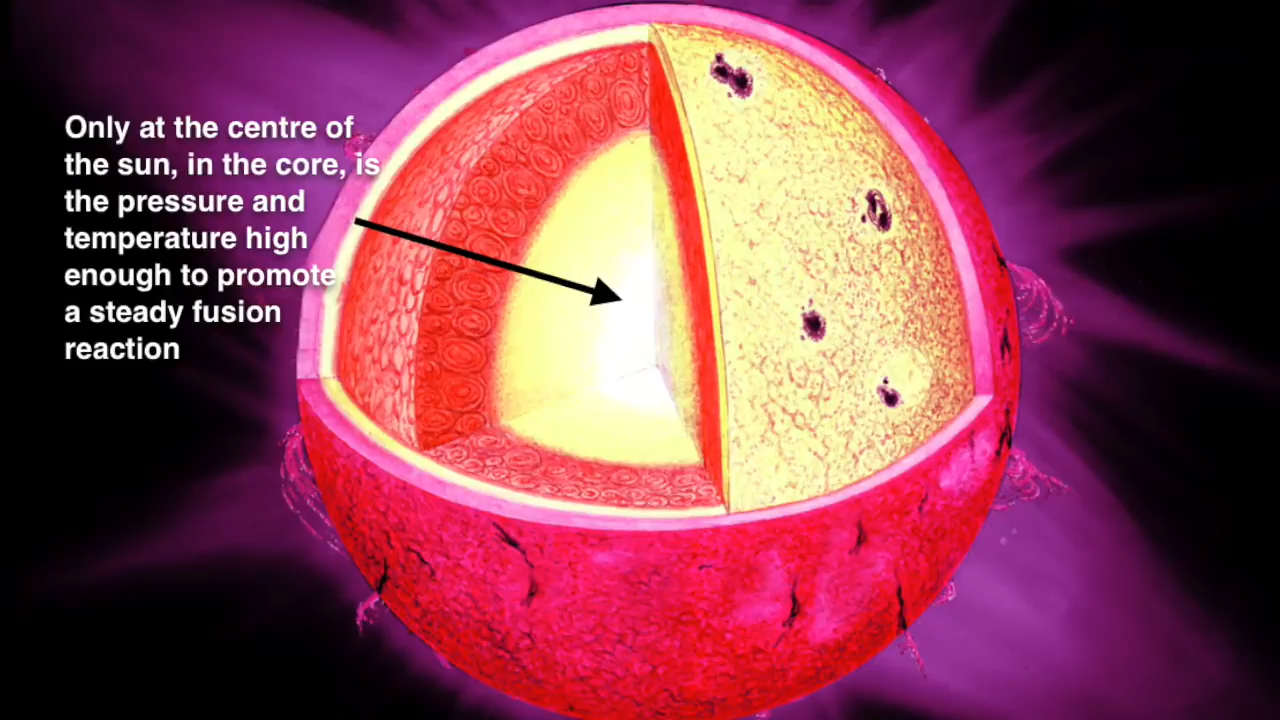 Only at the centre of
the sun, in the core, is
the pressure and
temperature high
enough to promote
a steady fusion
reaction